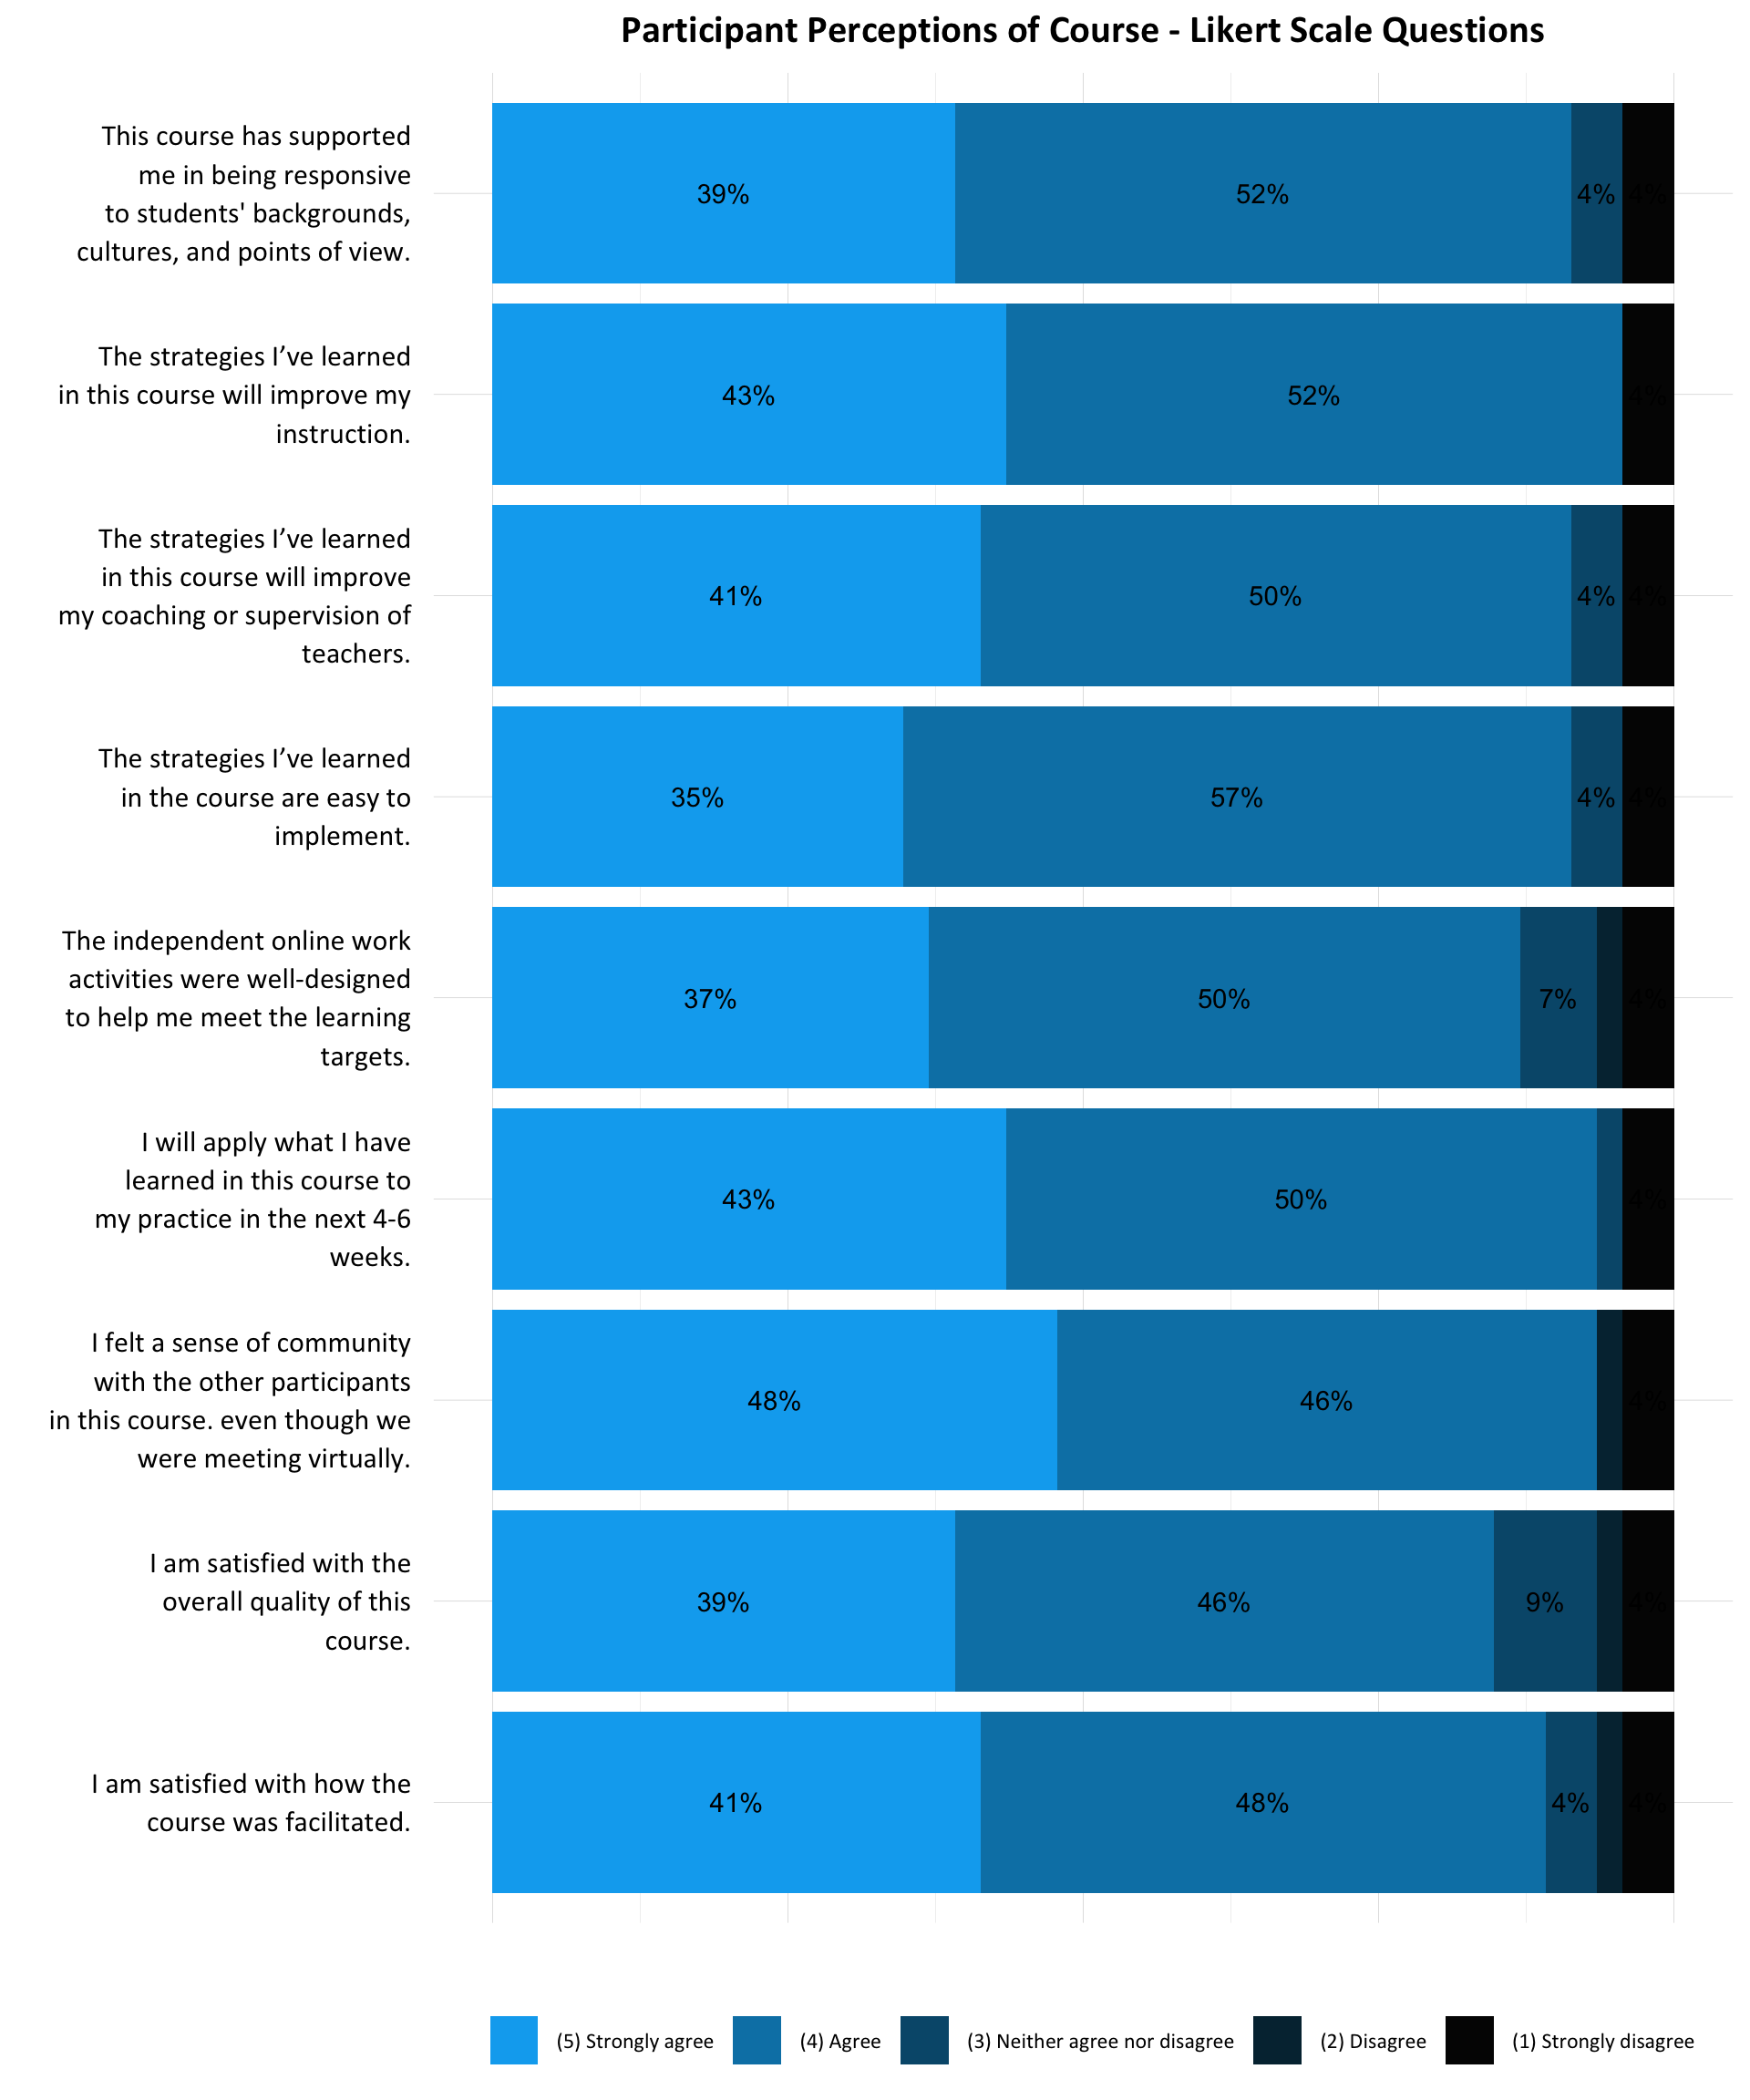 Participant Perceptions of Course - Likert Scale Questions
This course has supported
me in being responsive
to students' backgrounds,
cultures, and points of view.
39% 52% 4% 4%
The strategies I’ve learned
in this course will improve my
instruction.
43% 52% 4%
The strategies I’ve learned
in this course will improve
my coaching or supervision of
teachers.
41% 50% 4% 4%
The strategies I’ve learned
in the course are easy to
implement.
35% 57% 4% 4%
The independent online work
activities were well-designed
to help me meet the learning
targets.
37% 50% 7% 4%
I will apply what I have
learned in this course to
my practice in the next 4-6
weeks.
43% 50% 4%
I felt a sense of community
with the other participants
in this course. even though we
were meeting virtually.
48% 46% 4%
I am satisfied with the
overall quality of this
course.
39% 46% 9% 4%
I am satisfied with how the
course was facilitated.
41% 48% 4% 4%
(5) Strongly agree (4) Agree (3) Neither agree nor disagree (2) Disagree (1) Strongly disagree